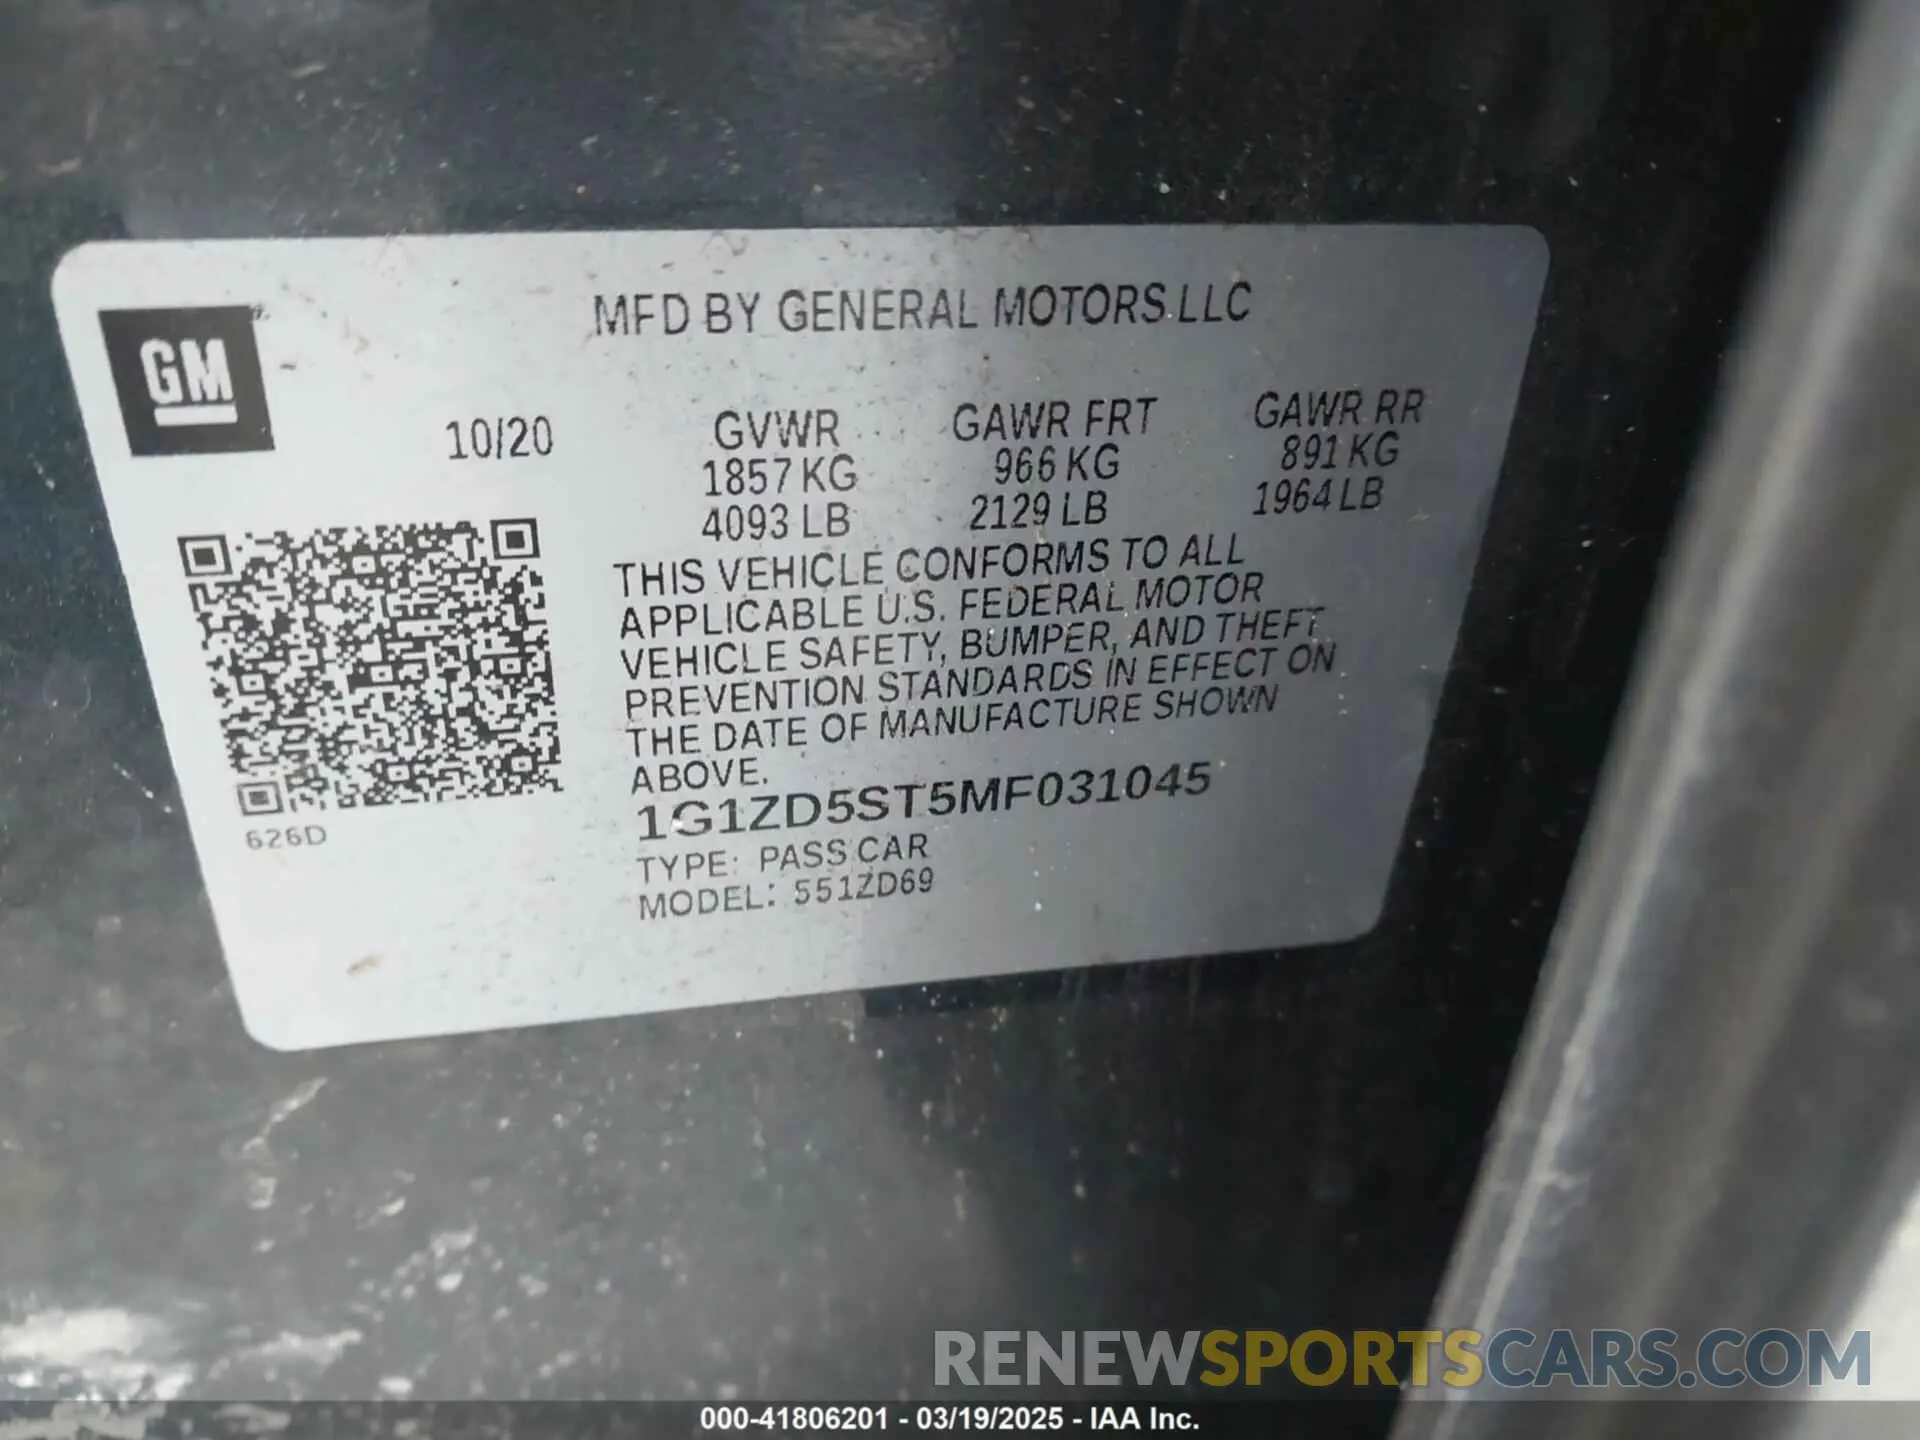 MFD BY GENERAL MOTORS LLC
GM
10/20 GVWR GAWR FRT GAWR RR
1857 KG 966 KG 891 KG
4093 LB 2129 LB 1964 LB
THIS VEHICLE CONFORMS TO ALL
APPLICABLE U.S. FEDERAL MOTOR
VEHICLE SAFETY, BUMPER, AND THEFT
PREVENTION STANDARDS IN EFFECT ON
THE DATE OF MANUFACTURE SHOWN
ABOVE.
1G1ZD5ST5MF031045
626D
TYPE: PASS CAR
MODEL: 551ZD69
RENEWSPORTSCARS.COM
000-41806201 - 03/19/2025 - IAA Inc.